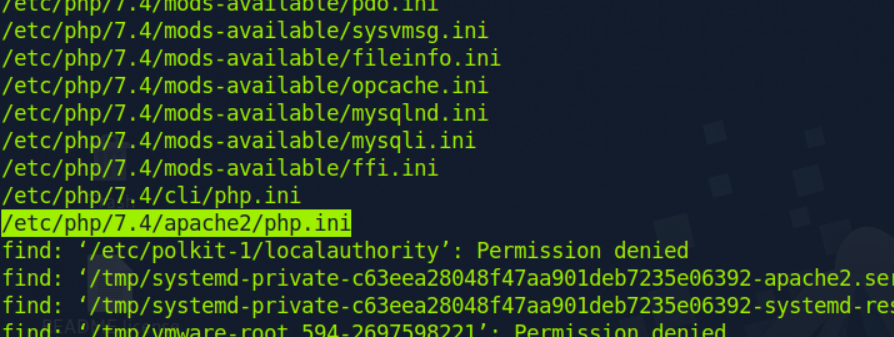 /etc/php/7.4/mods-available/pdo.ini
/etc/php/7.4/mods-available/sysvmsg.ini
/etc/php/7.4/mods-available/fileinfo.ini
/etc/php/7.4/mods-available/opcache.ini
/etc/php/7.4/mods-available/mysqlnd.ini
/etc/php/7.4/mods-available/mysqli.ini
/etc/php/7.4/mods-available/ffi.ini
/etc/php/7.4/cli/php.ini
/etc/php/7.4/apache2/php.ini
find: ‘/etc/polkit-1/localauthority’: Permission denied
find: ‘/tmp/systemd-private-c63eea28048f47aa901deb7235e06392-apache2.ser
find: ‘/tmp/systemd-private-c63eea28048f47aa901deb7235e06392-systemd-res
find: ‘/tmp/vmware-root_594-2697598221’: Permission denied